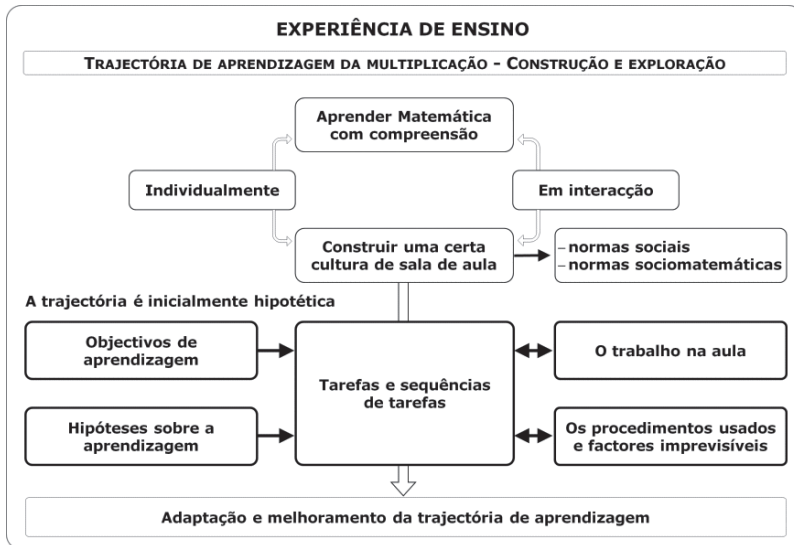 EXPERIÊNCIA DE ENSINO
TRAJECTÓRIA DE APRENDIZAGEM DA MULTIPLICAÇÃO - CONSTRUÇÃO E EXPLORAÇÃO
Aprender Matemática
com compreensão
Individualmente
Em interacção
Construir uma certa
cultura de sala de aula
– normas sociais
– normas sociomatemáticas
A trajectória é inicialmente hipotética
Objectivos de
aprendizagem
Tarefas e sequências
de tarefas
O trabalho na aula
Hipóteses sobre a
aprendizagem
Os procedimentos usados
e factores imprevisíveis
Adaptação e melhoramento da trajectória de aprendizagem